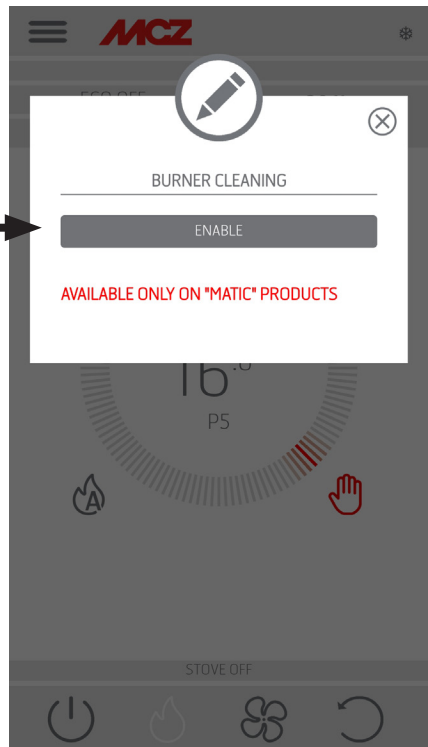 MCZ
BURNER CLEANING
ENABLE
AVAILABLE ONLY ON "MATIC" PRODUCTS
P5
A
STOVE OFF